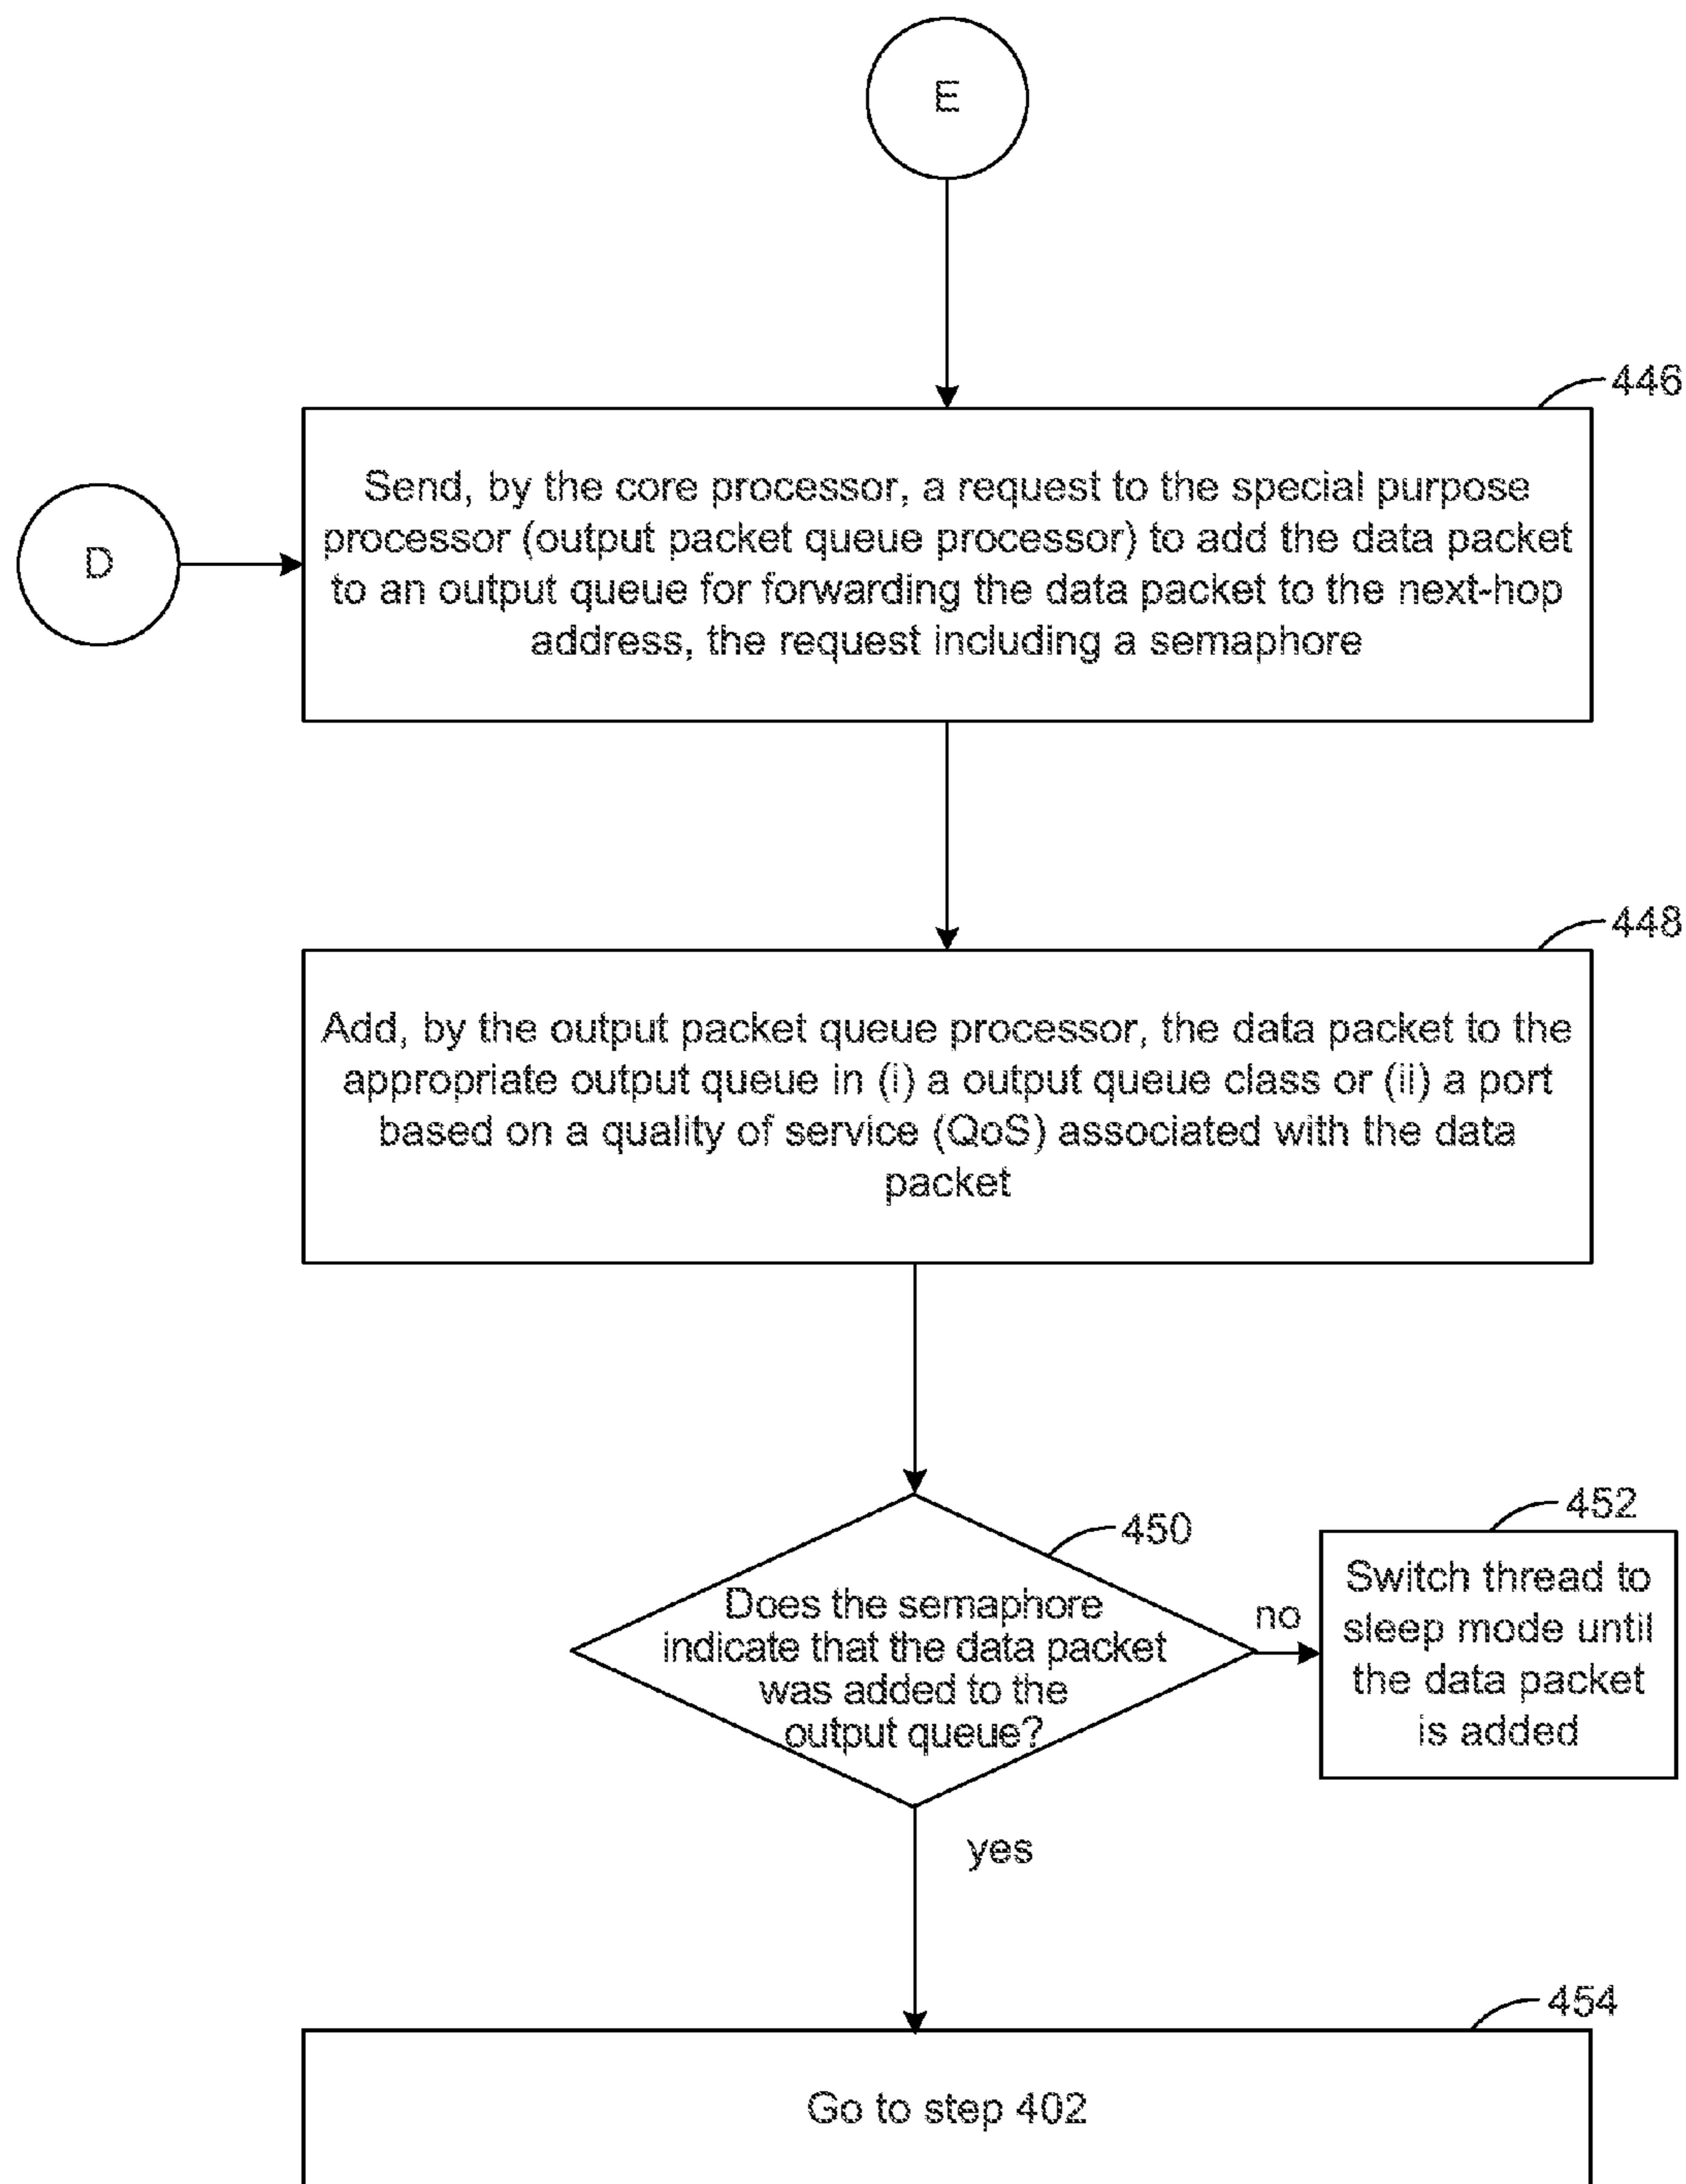 E
446
Send, by the core processor, a request to the special purpose
processor (output packet queue processor) to add the data packet
to an output queue for forwarding the data packet to the next-hop
address, the request including a semaphore
D
448
Add, by the output packet queue processor, the data packet to the
appropriate output queue in (i) a output queue class or (ii) a port
based on a quality of service (QoS) associated with the data
packet
450
Does the semaphore
indicate that the data packet
was added to the
output queue?
no
452
Switch thread to
sleep mode until
the data packet
is added
yes
454
Go to step 402